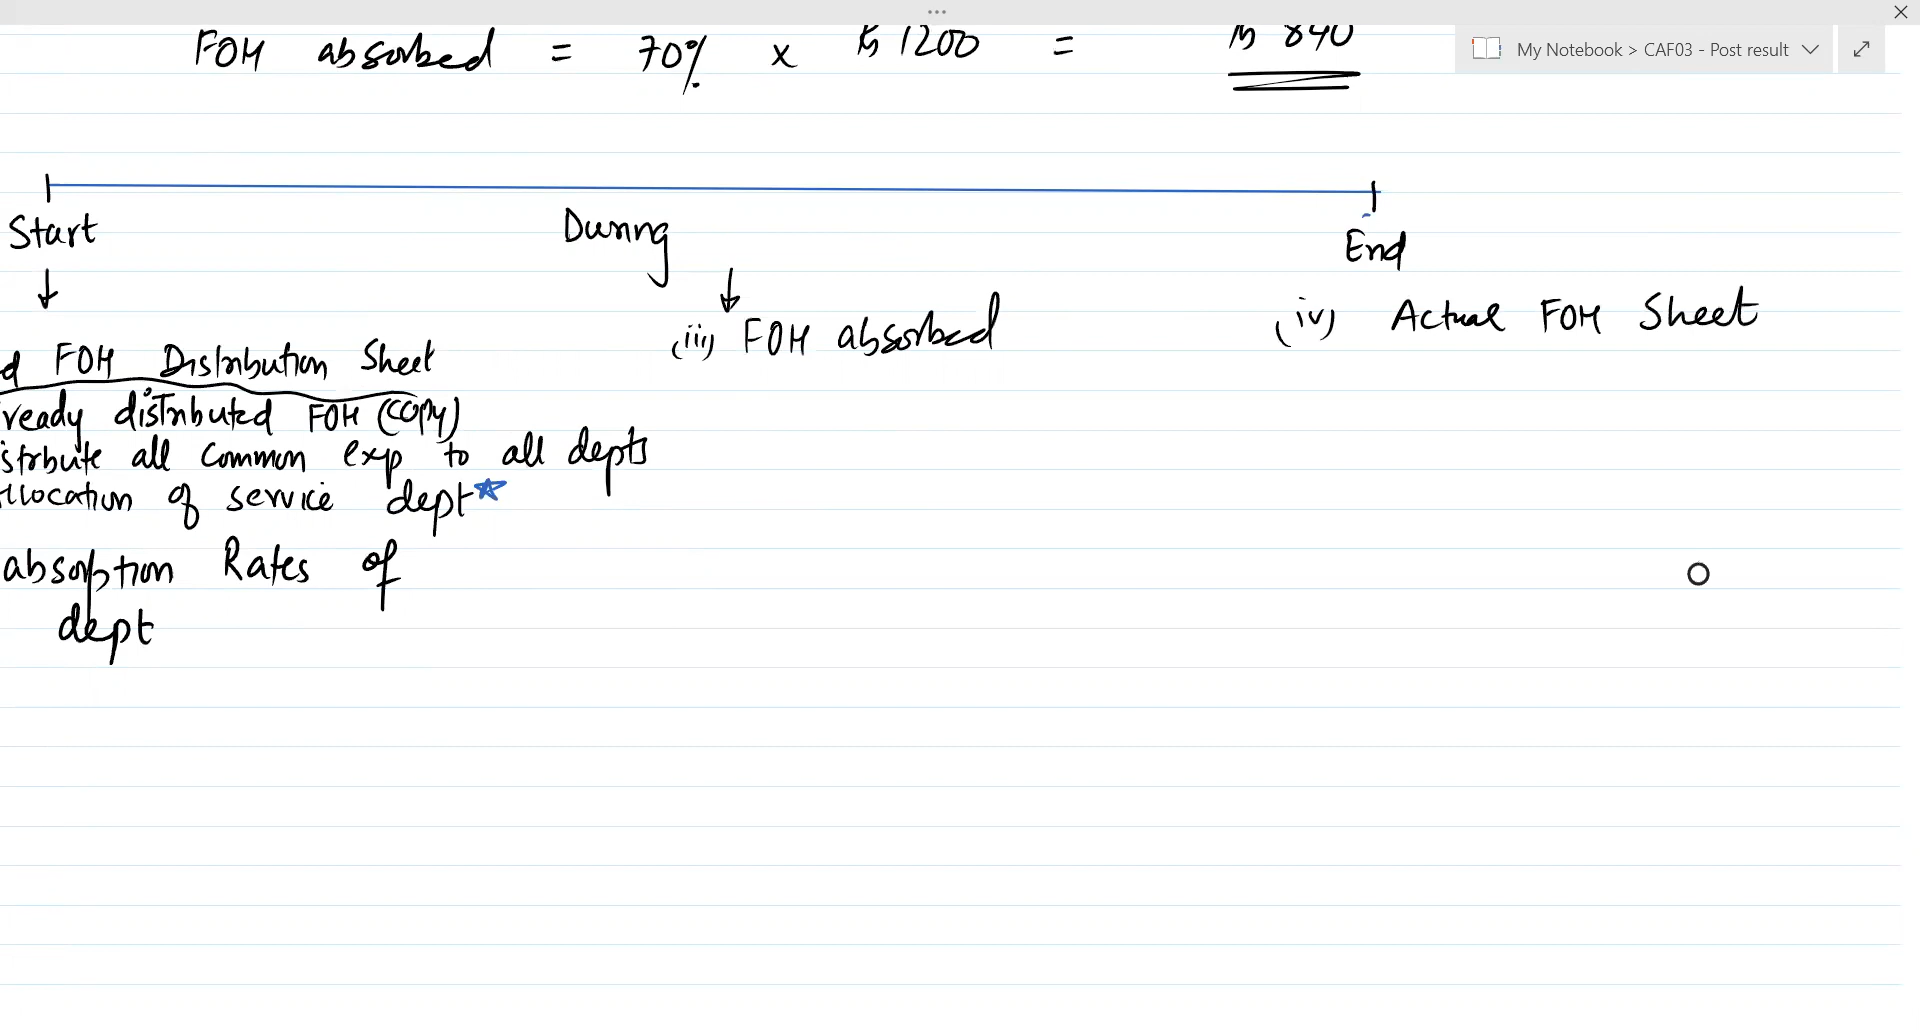 FOH absorbed = 70% x Rs 1200 = Rs 840
My Notebook > CAF03 - Post result
Start During End
(iii) FOH absorbed
(iv) Actual FOH Sheet
d FOH Distribution Sheet
ready distributed FOH (copy)
istribute all common exp to all depts
llocation of service dept*
absorption Rates of
dept